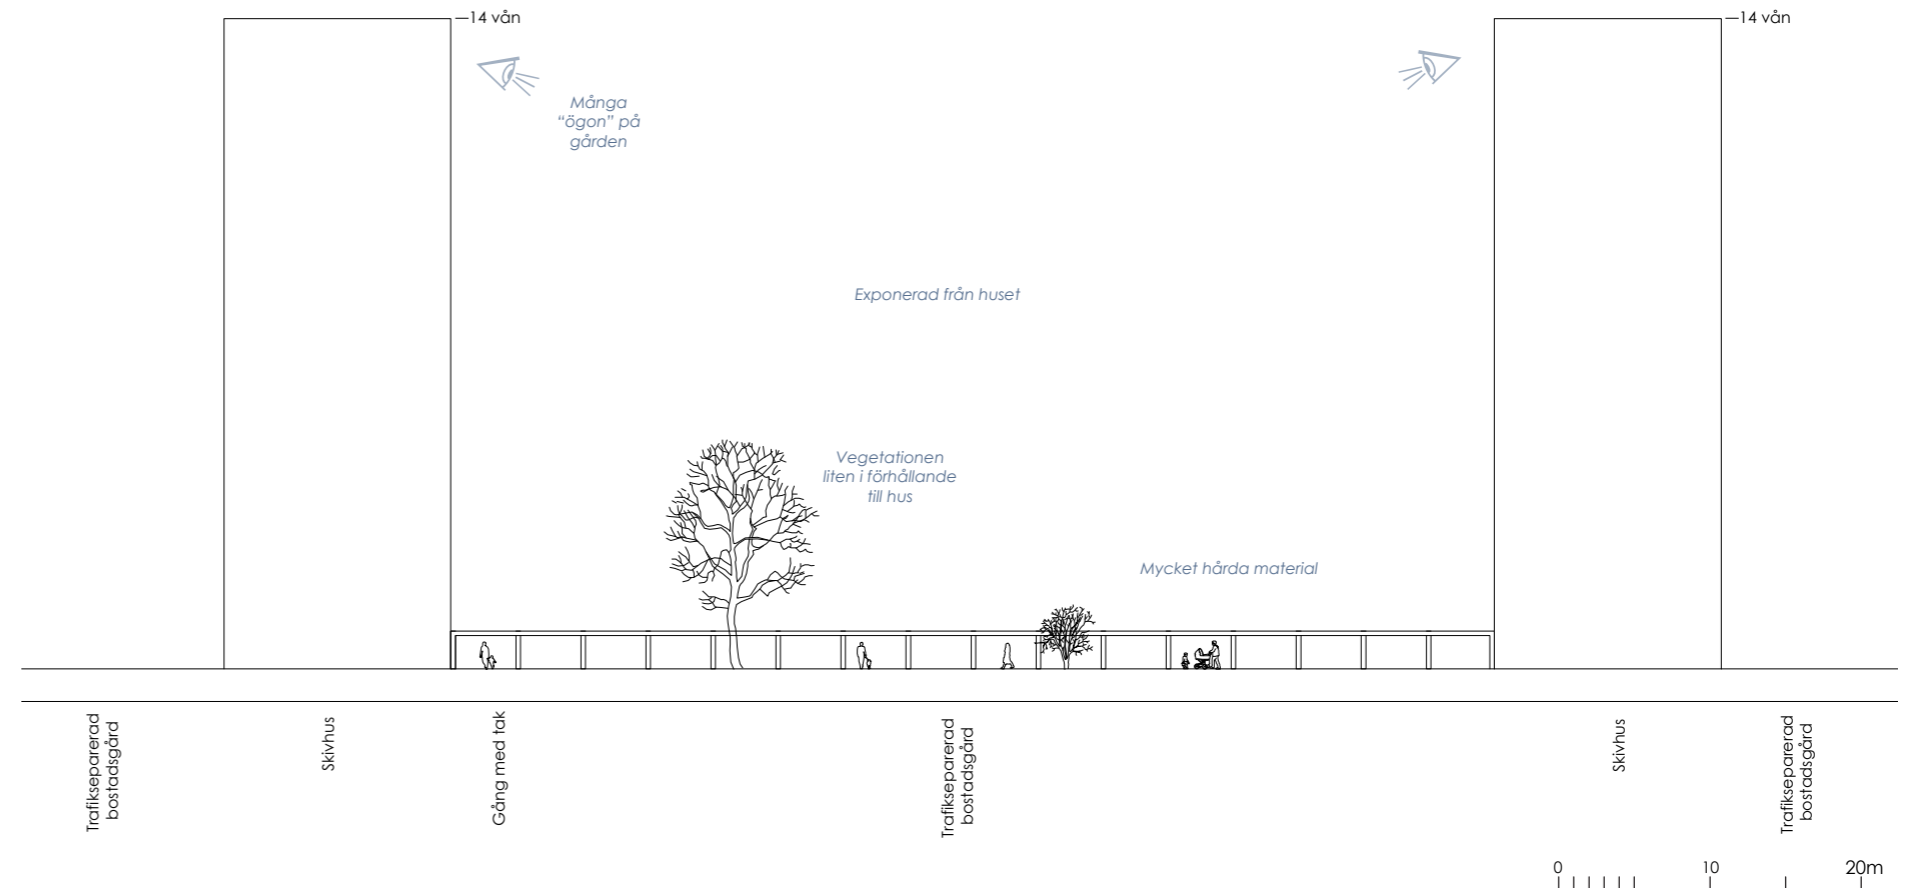 14 vån
14 vån
Många
“ögon” på
gården
Exponerad från huset
Vegetationen
liten i förhållande
till hus
Mycket hårda material
Trafikseparerad
bostadsgård
Skivhus
Gång med tak
Trafikseparerad
bostadsgård
Skivhus
Trafikseparerad
bostadsgård
0
10
20m